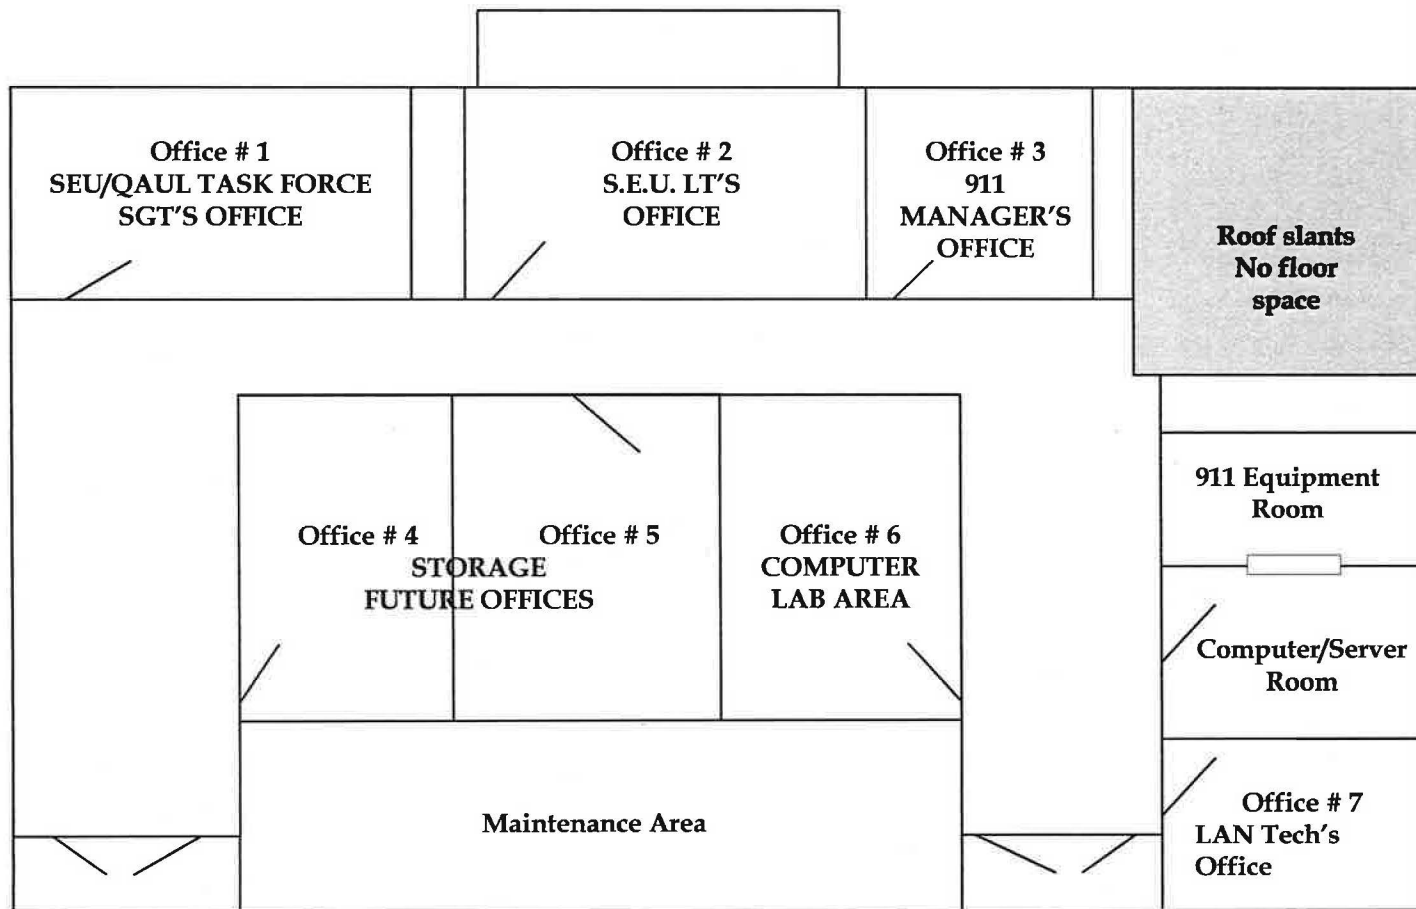 Office # 1
SEU/QAUL TASK FORCE
SGT'S OFFICE
Office # 2
S.E.U. LT'S
OFFICE
Office # 3
911
MANAGER'S
OFFICE
Roof slants
No floor
space
Office # 4
Office # 5
STORAGE
FUTURE OFFICES
Office # 6
COMPUTER
LAB AREA
911 Equipment
Room
Computer/Server
Room
Maintenance Area
Office # 7
LAN Tech's
Office